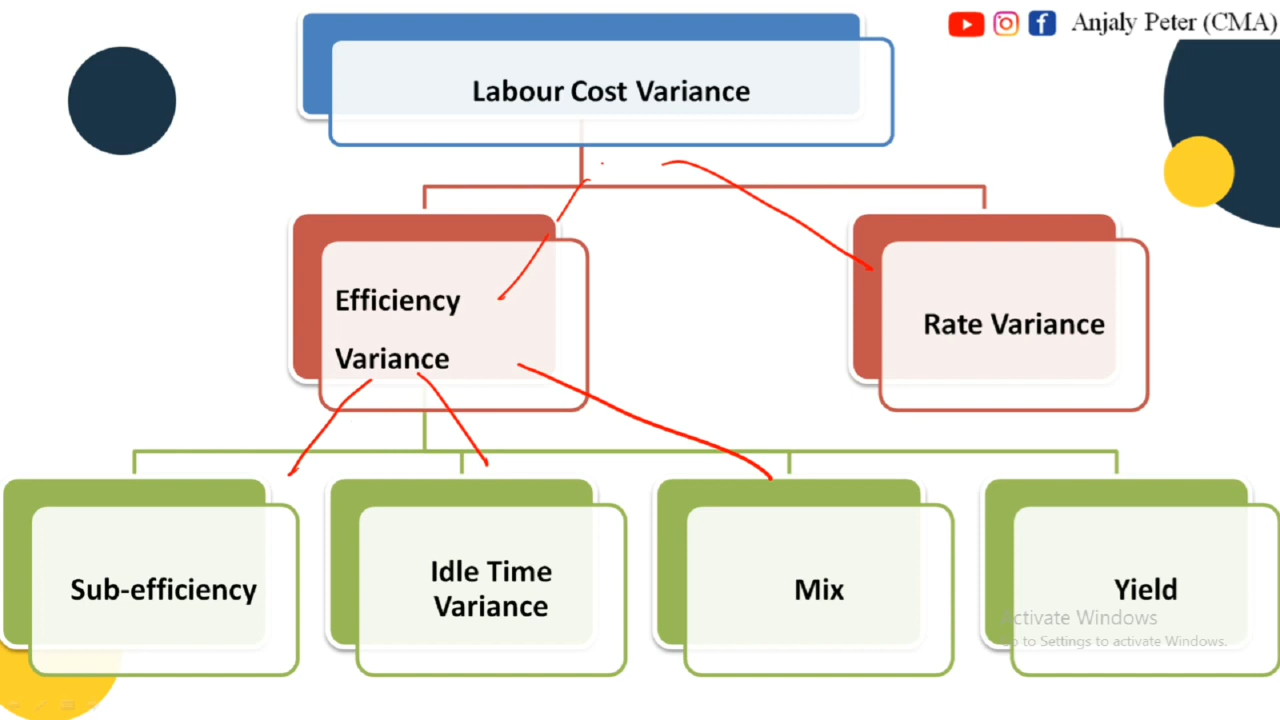 Anjaly Peter (CMA)
Labour Cost Variance
Efficiency
Variance
Rate Variance
Sub-efficiency
Idle Time
Variance
Mix
Yield
Activate Windows
Go to Settings to activate Windows.